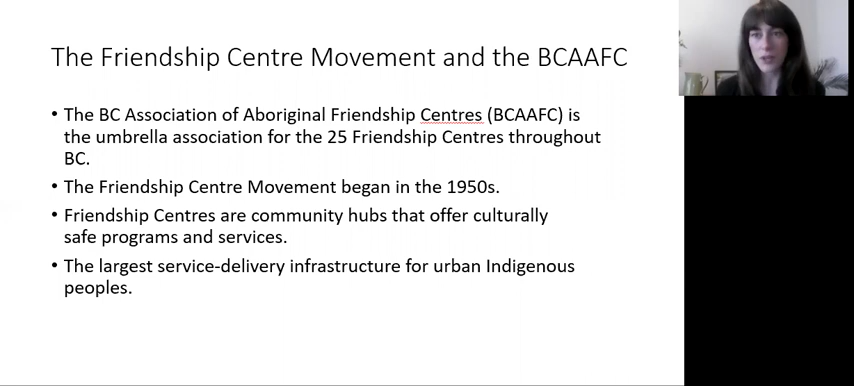 The Friendship Centre Movement and the BCAAFC
• The BC Association of Aboriginal Friendship Centres (BCAAFC) is
the umbrella association for the 25 Friendship Centres throughout
BC.
• The Friendship Centre Movement began in the 1950s.
• Friendship Centres are community hubs that offer culturally
safe programs and services.
• The largest service-delivery infrastructure for urban Indigenous
peoples.